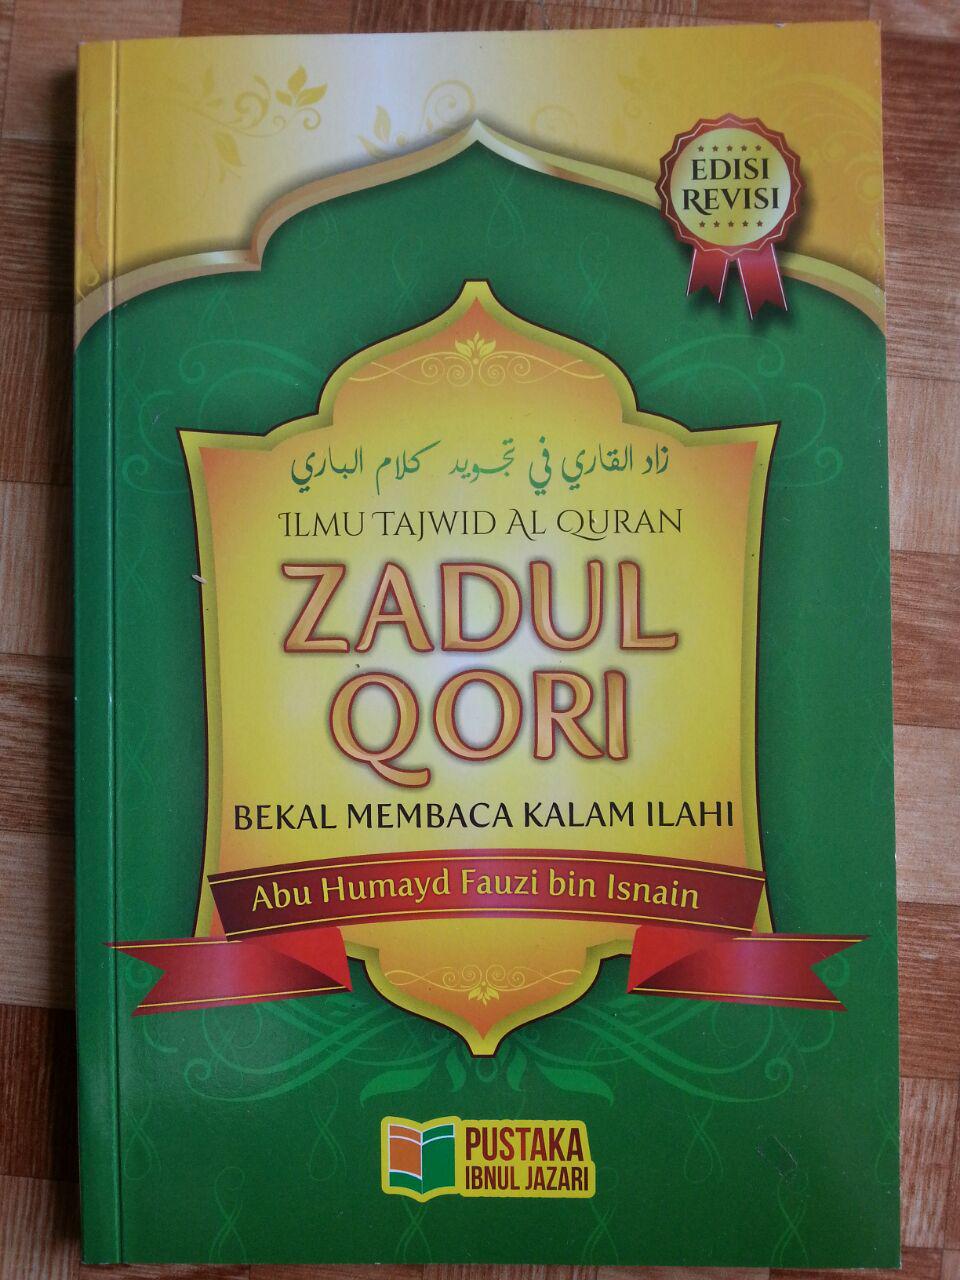 EDISI
REVISI
زاد القاري في تجويد كلام الباري
ILMU TAJWID AL QURAN
ZADUL
QORI
BEKAL MEMBACA KALAM ILAHI
Abu Humayd Fauzi bin Isnain
PUSTAKA
IBNUL JAZARI